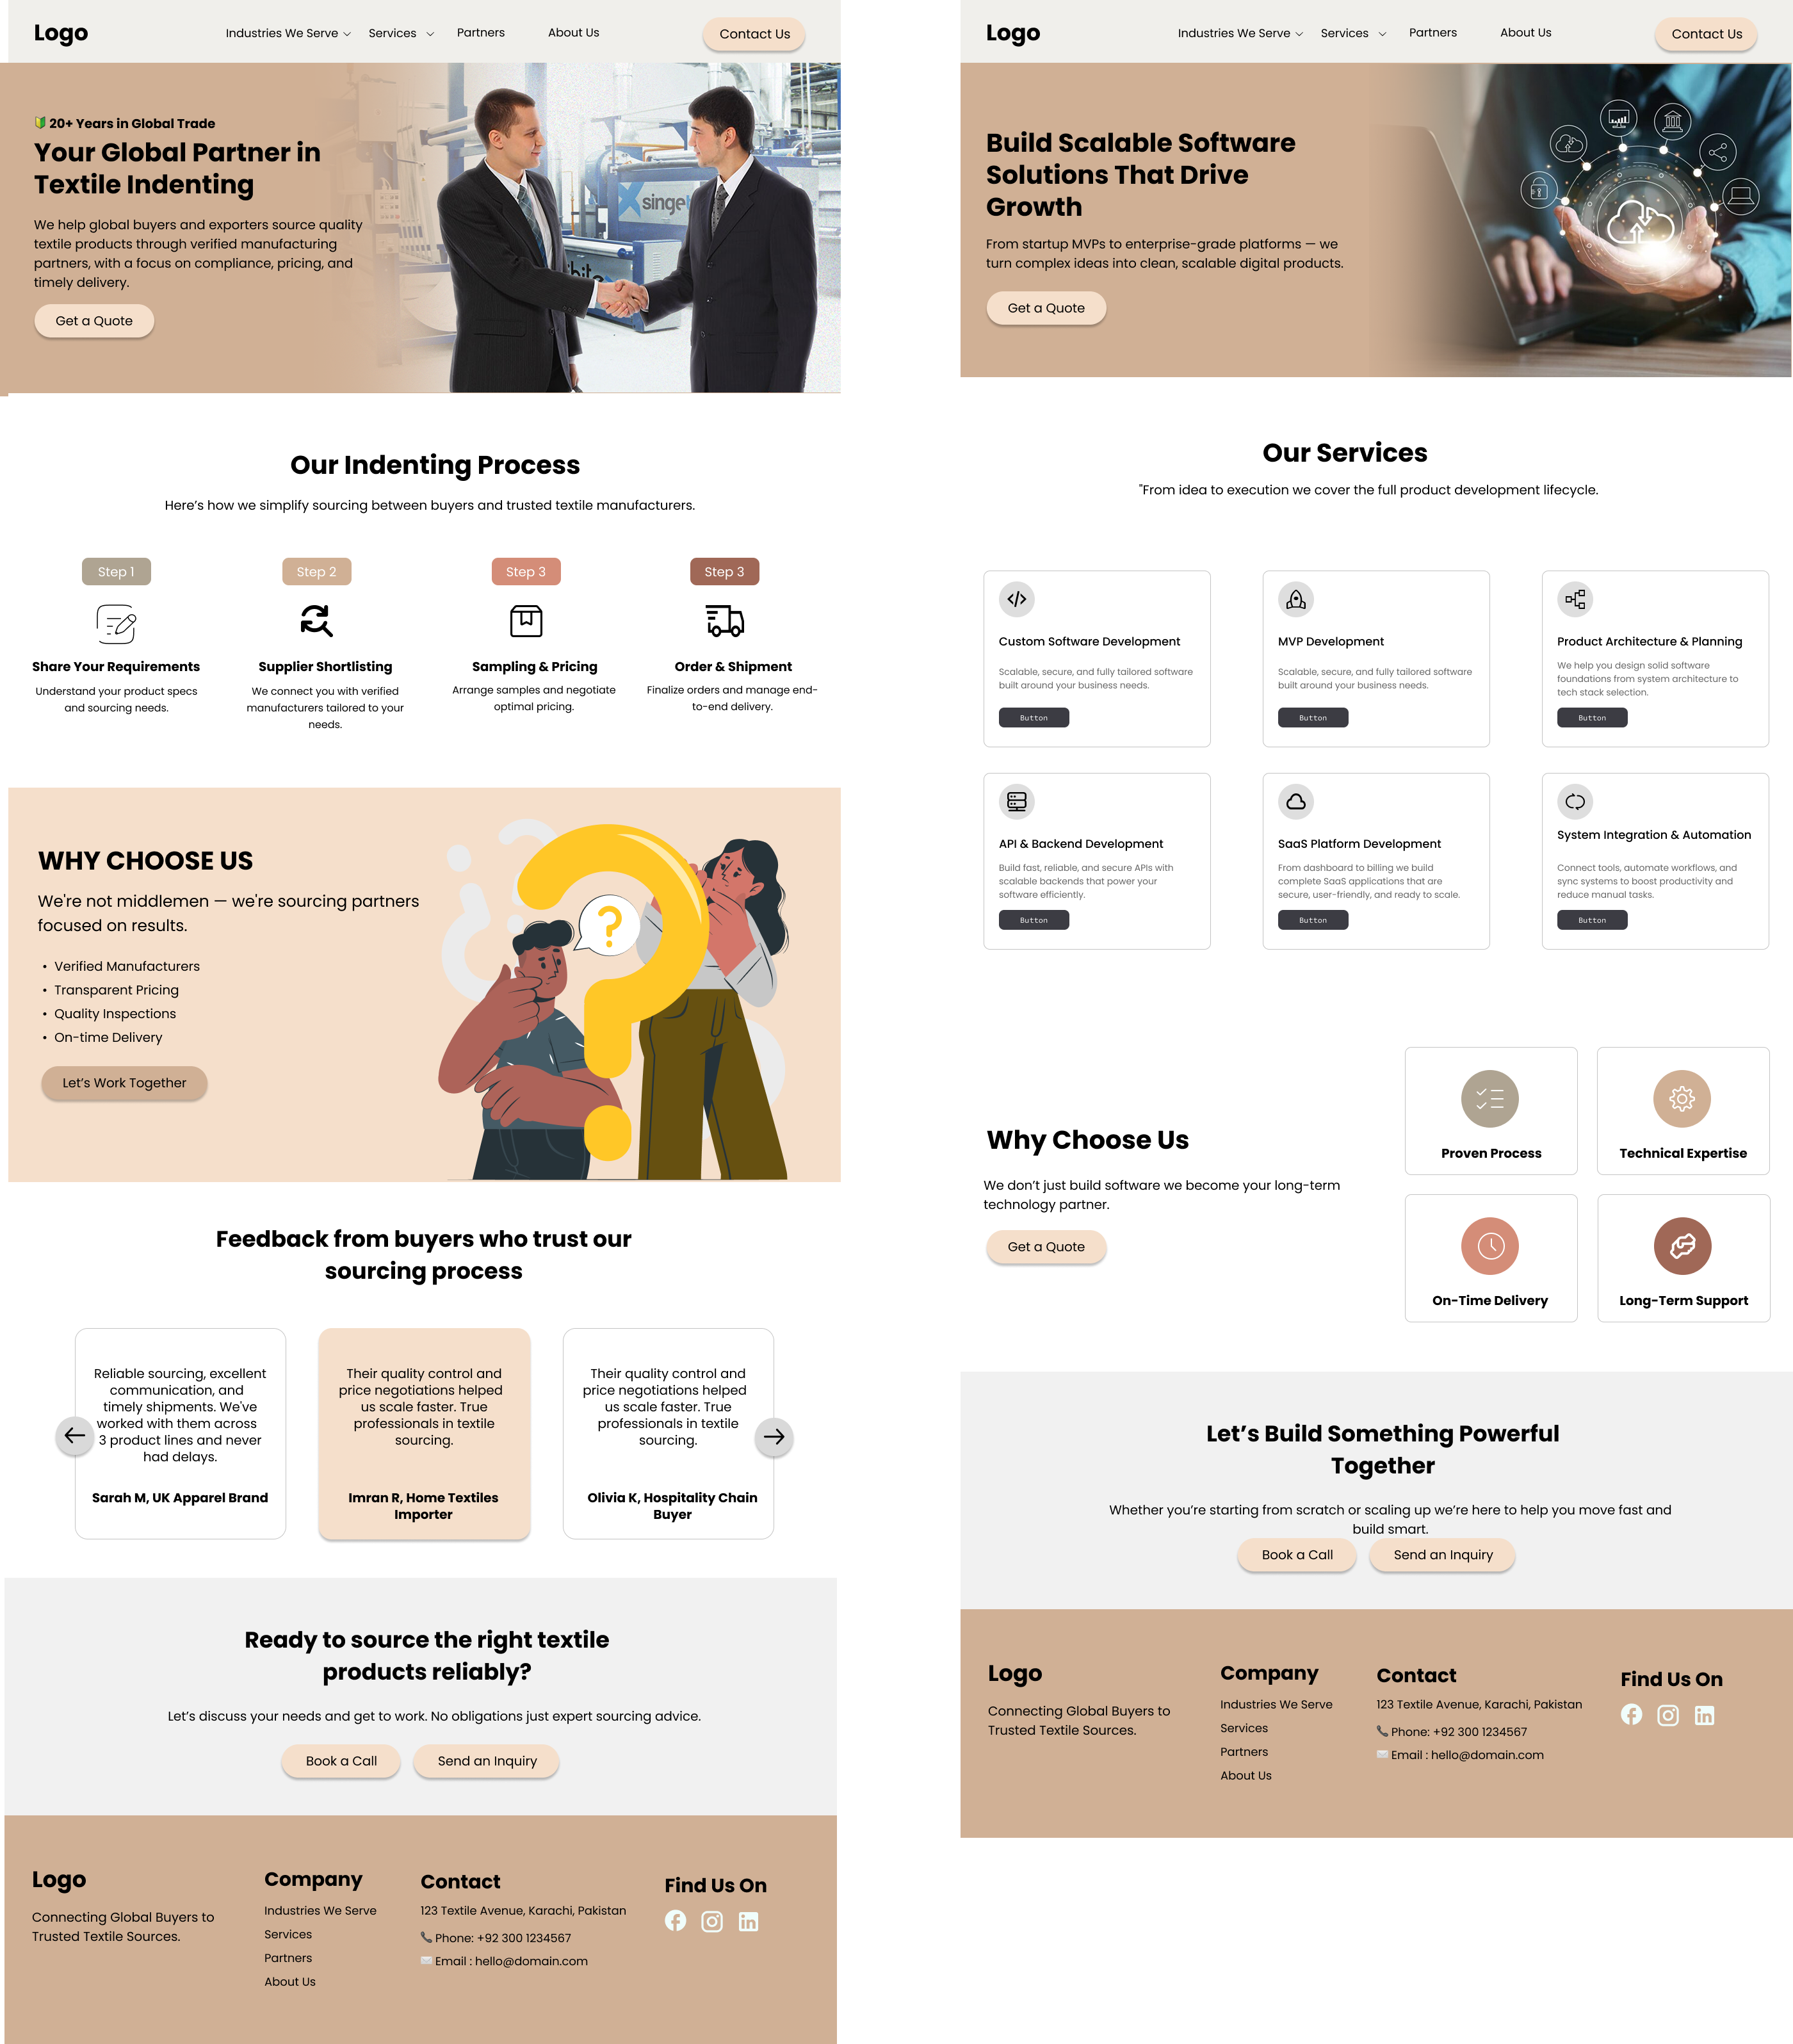 Logo
Industries We Serve
Services
Partners
About Us
Contact Us
🔰 20+ Years in Global Trade
Your Global Partner in
Textile Indenting
We help global buyers and exporters source quality
textile products through verified manufacturing
partners, with a focus on compliance, pricing, and
timely delivery.
Get a Quote
singe
Our Indenting Process
Here’s how we simplify sourcing between buyers and trusted textile manufacturers.
Step 1
Step 2
Step 3
Step 3
Share Your Requirements
Understand your product specs
and sourcing needs.
Supplier Shortlisting
We connect you with verified
manufacturers tailored to your
needs.
Sampling & Pricing
Arrange samples and negotiate
optimal pricing.
Order & Shipment
Finalize orders and manage end-
to-end delivery.
WHY CHOOSE US
We're not middlemen — we're sourcing partners
focused on results.
• Verified Manufacturers
• Transparent Pricing
• Quality Inspections
• On-time Delivery
Let’s Work Together
?
?
Feedback from buyers who trust our
sourcing process
Reliable sourcing, excellent
communication, and
timely shipments. We've
worked with them across
3 product lines and never
had delays.
Sarah M, UK Apparel Brand
Their quality control and
price negotiations helped
us scale faster. True
professionals in textile
sourcing.
Imran R, Home Textiles
Importer
Their quality control and
price negotiations helped
us scale faster. True
professionals in textile
sourcing.
Olivia K, Hospitality Chain
Buyer
Ready to source the right textile
products reliably?
Let’s discuss your needs and get to work. No obligations just expert sourcing advice.
Book a Call
Send an Inquiry
Logo
Connecting Global Buyers to
Trusted Textile Sources.
Company
Industries We Serve
Services
Partners
About Us
Contact
123 Textile Avenue, Karachi, Pakistan
📞 Phone: +92 300 1234567
✉️ Email : hello@domain.com
Find Us On
Logo
Industries We Serve
Services
Partners
About Us
Contact Us
Build Scalable Software
Solutions That Drive
Growth
From startup MVPs to enterprise-grade platforms — we
turn complex ideas into clean, scalable digital products.
Get a Quote
Our Services
"From idea to execution we cover the full product development lifecycle.
Custom Software Development
Scalable, secure, and fully tailored software
built around your business needs.
Button
MVP Development
Scalable, secure, and fully tailored software
built around your business needs.
Button
Product Architecture & Planning
We help you design solid software
foundations from system architecture to
tech stack selection.
Button
API & Backend Development
Build fast, reliable, and secure APIs with
scalable backends that power your
software efficiently.
Button
SaaS Platform Development
From dashboard to billing we build
complete SaaS applications that are
secure, user-friendly, and ready to scale.
Button
System Integration & Automation
Connect tools, automate workflows, and
sync systems to boost productivity and
reduce manual tasks.
Button
Why Choose Us
We don’t just build software we become your long-term
technology partner.
Get a Quote
Proven Process
Technical Expertise
On-Time Delivery
Long-Term Support
Let’s Build Something Powerful
Together
Whether you’re starting from scratch or scaling up we’re here to help you move fast and
build smart.
Book a Call
Send an Inquiry
Logo
Connecting Global Buyers to
Trusted Textile Sources.
Company
Industries We Serve
Services
Partners
About Us
Contact
123 Textile Avenue, Karachi, Pakistan
📞 Phone: +92 300 1234567
✉️ Email : hello@domain.com
Find Us On